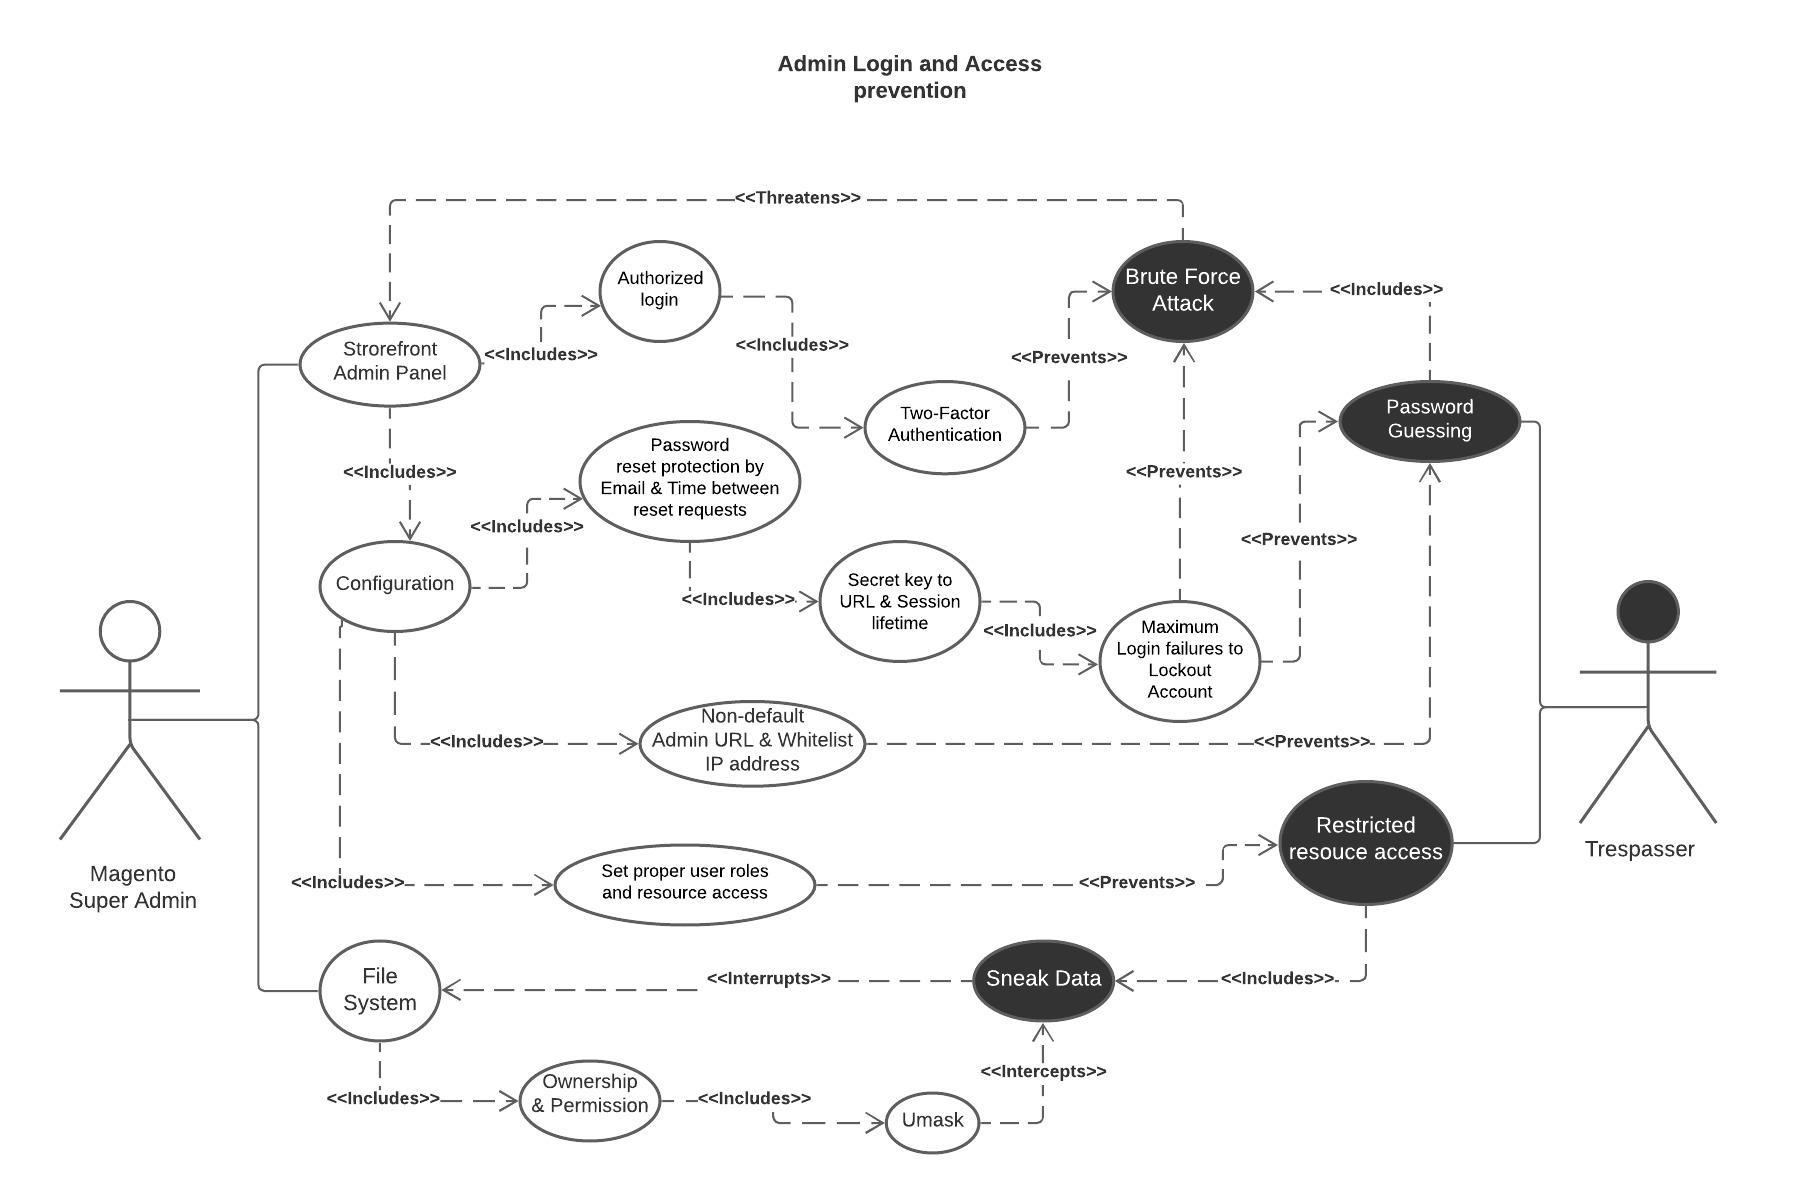 Admin Login and Access
prevention
<<Threatens>>
Authorized
login
Brute Force
Attack
<<Includes>>
Strorefront
Admin Panel
<<Includes>>
<<Includes>>
<<Prevents>>
Two-Factor
Authentication
Password
Guessing
<<Includes>>
Password
reset protection by
Email & Time between
reset requests
<<Prevents>>
<<Includes>>
<<Prevents>>
Configuration
<<Includes>>
Secret key to
URL & Session
lifetime
<<Includes>>
Maximum
Login failures to
Lockout
Account
Non-default
Admin URL & Whitelist
IP address
<<Includes>>
<<Prevents>>
Magento
Super Admin
Trespasser
Restricted
resouce access
<<Includes>>
Set proper user roles
and resource access
<<Prevents>>
File
System
<<Interrupts>>
Sneak Data
<<Includes>>
<<Intercepts>>
<<Includes>>
Ownership
& Permission
<<Includes>>
Umask